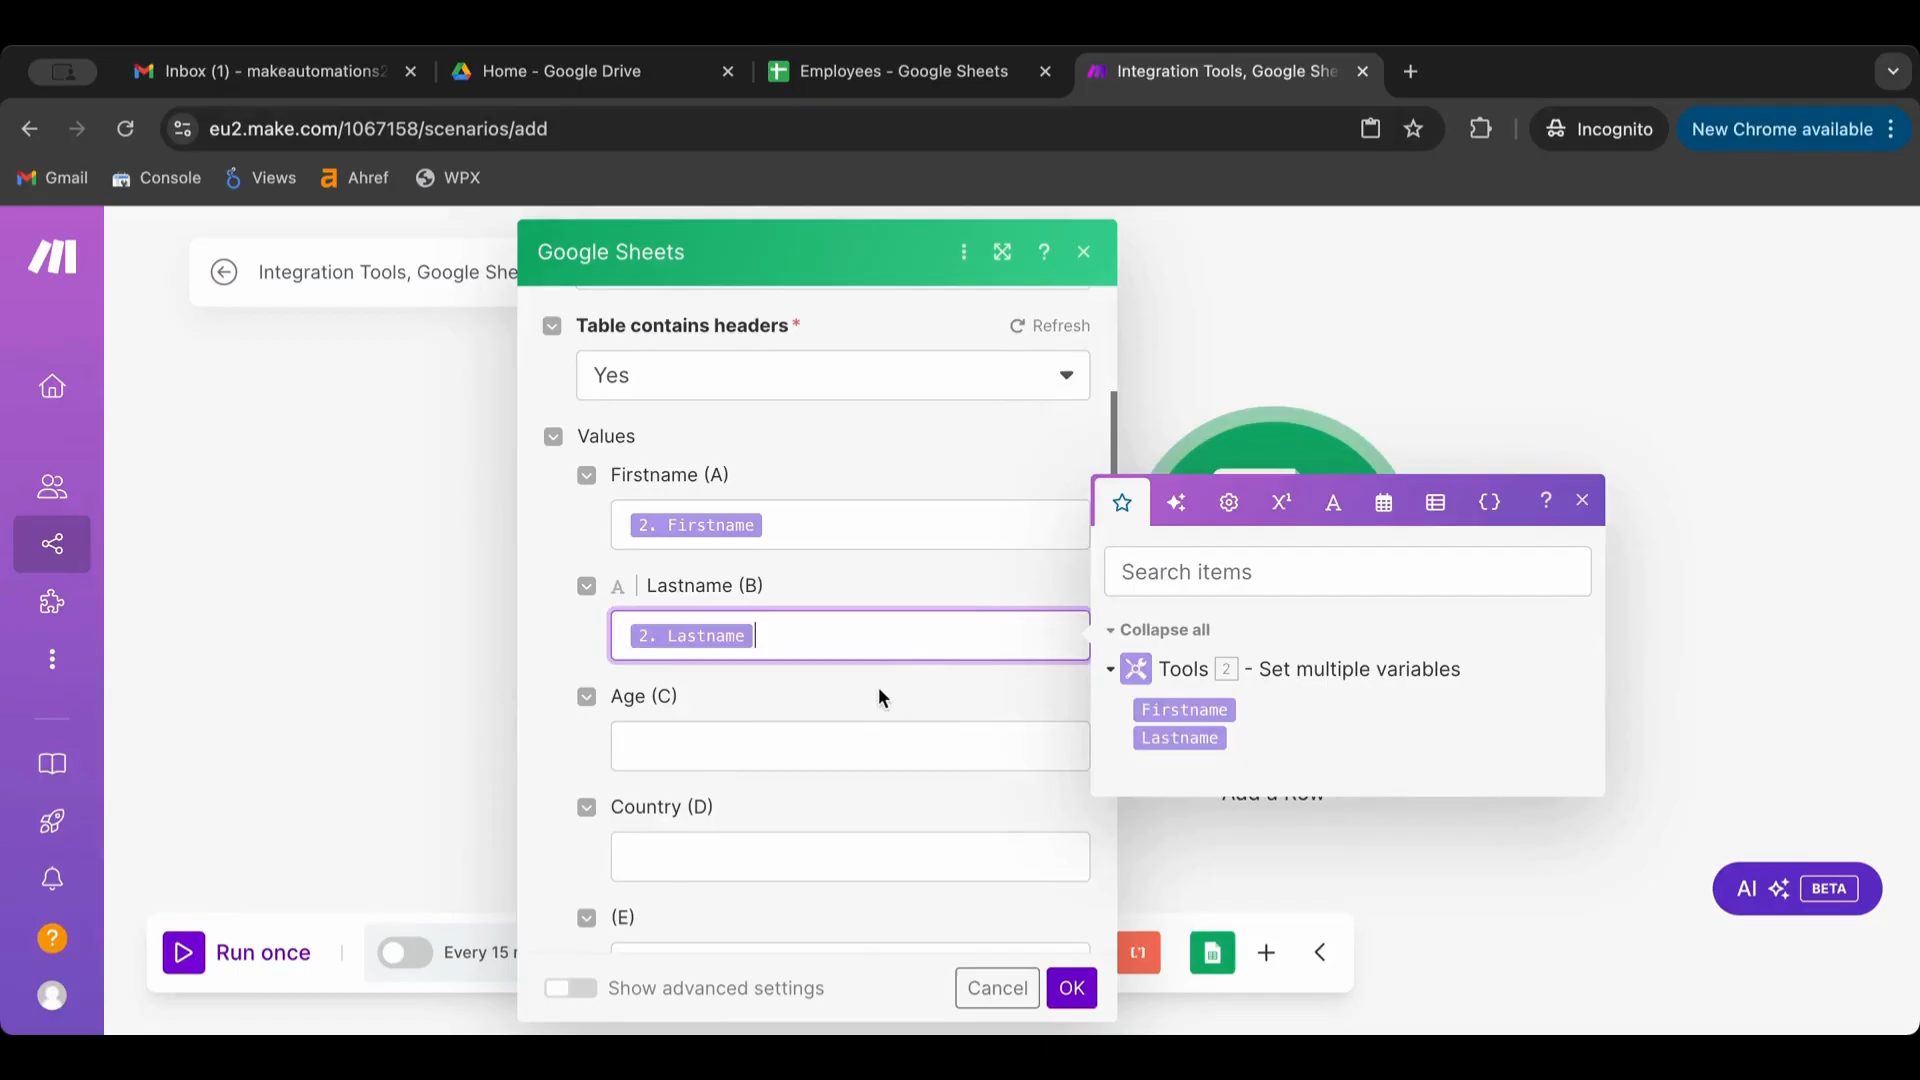 Inbox (1) - makeautomations2
Home - Google Drive
Employees - Google Sheets
Integration Tools, Google She
eu2.make.com/1067158/scenarios/add
Incognito
New Chrome available
Gmail
Console
Views
Ahref
WPX
Integration Tools, Google She
Google Sheets
?
Table contains headers*
Refresh
Yes
Values
Firstname (A)
2. Firstname
A
Lastname (B)
2. Lastname
Age (C)
Country (D)
(E)
Show advanced settings
Cancel
OK
X¹
A
?
Search items
Collapse all
Tools 2 - Set multiple variables
Firstname
Lastname
AI
BETA
?
Run once
Every 15